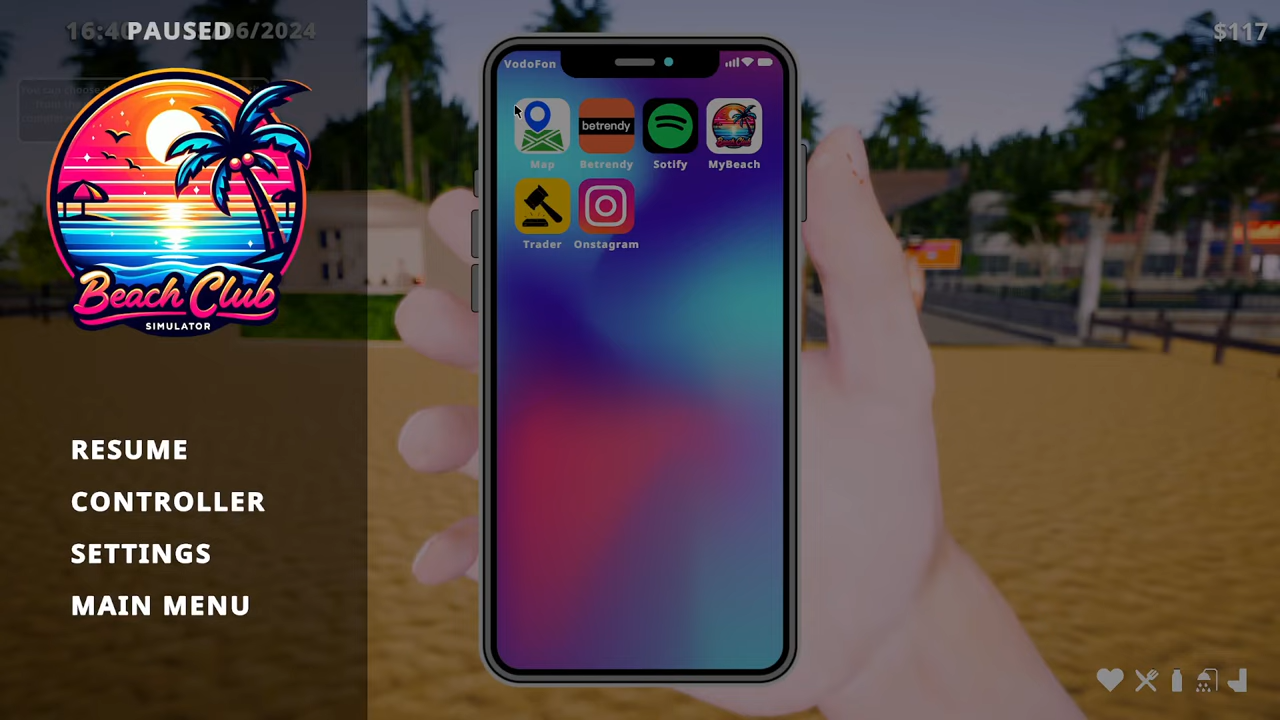 PAUSED
$117
Beach Club
SIMULATOR
RESUME
CONTROLLER
SETTINGS
MAIN MENU
VodoFon
betrendy
Map
Betrendy
Sotify
MyBeach
Trader
Onstagram